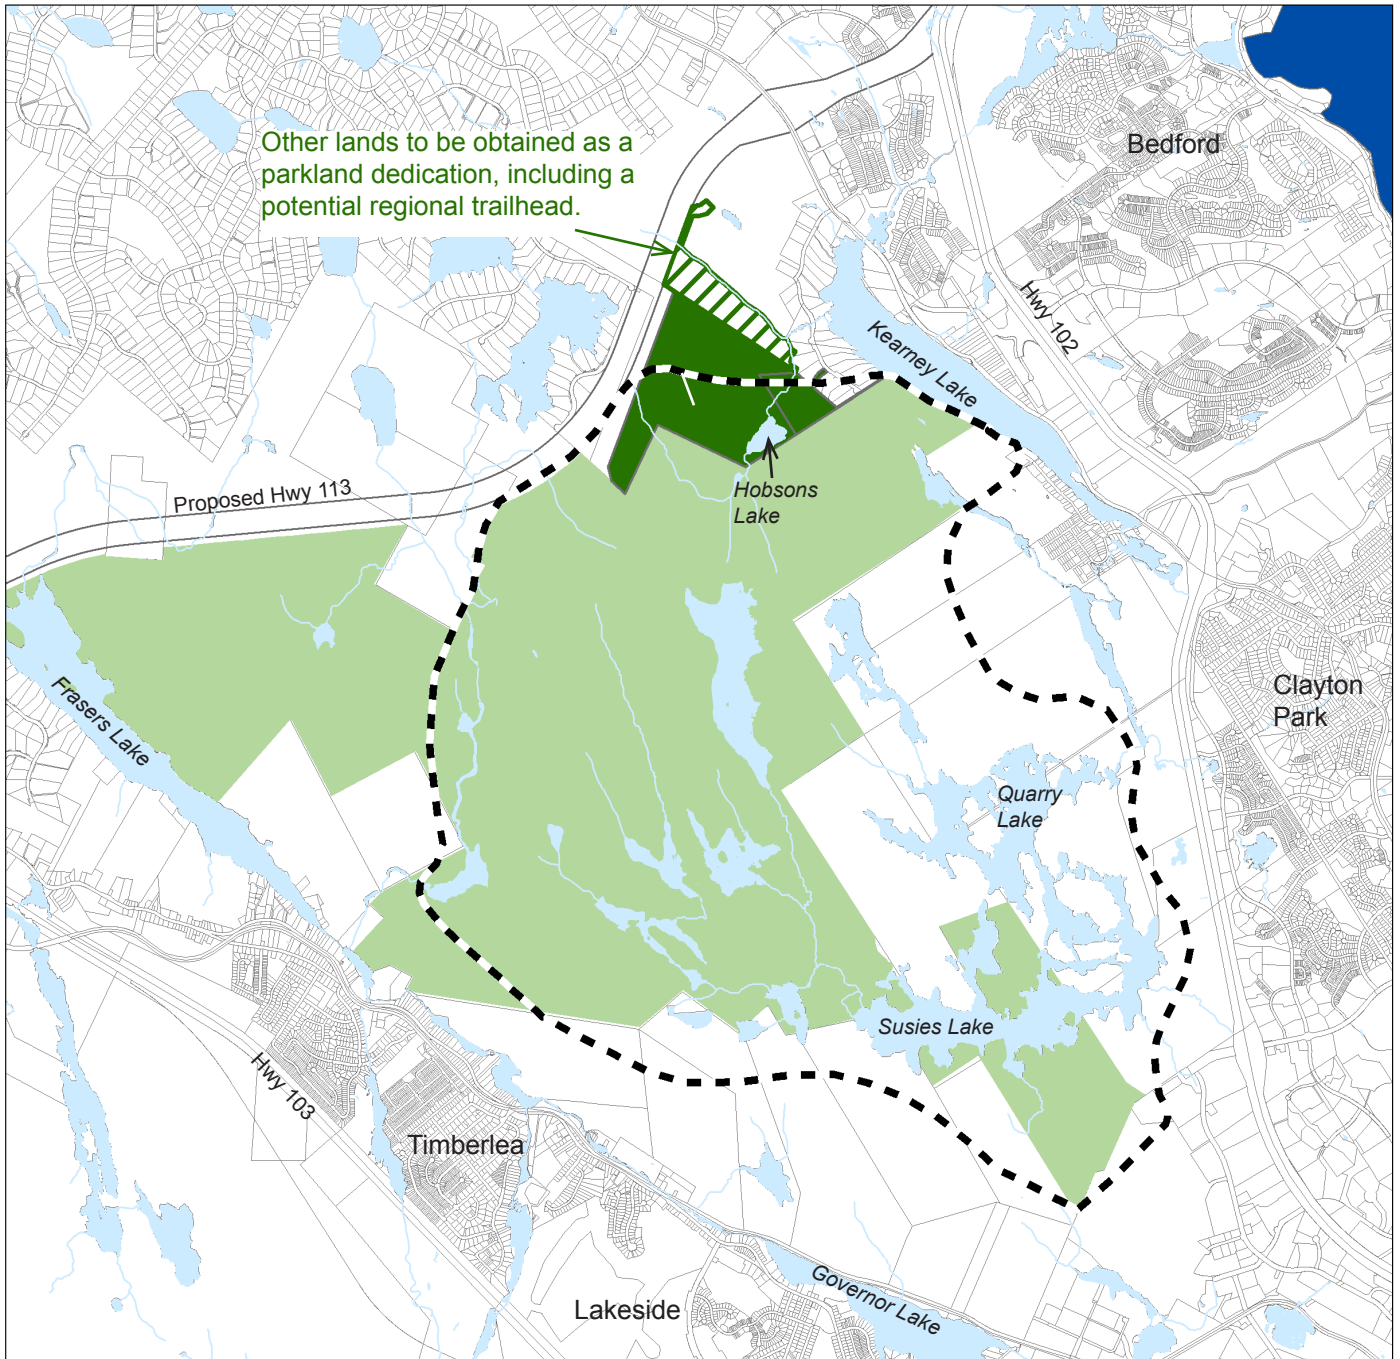 Other lands to be obtained as a
parkland dedication, including a
potential regional trailhead.
Bedford
Hwy 102
Kearney Lake
Proposed Hwy 113
Hobsons
Lake
Frasers Lake
Clayton
Park
Quarry
Lake
Susies Lake
Hwy 103
Timberlea
Governor Lake
Lakeside